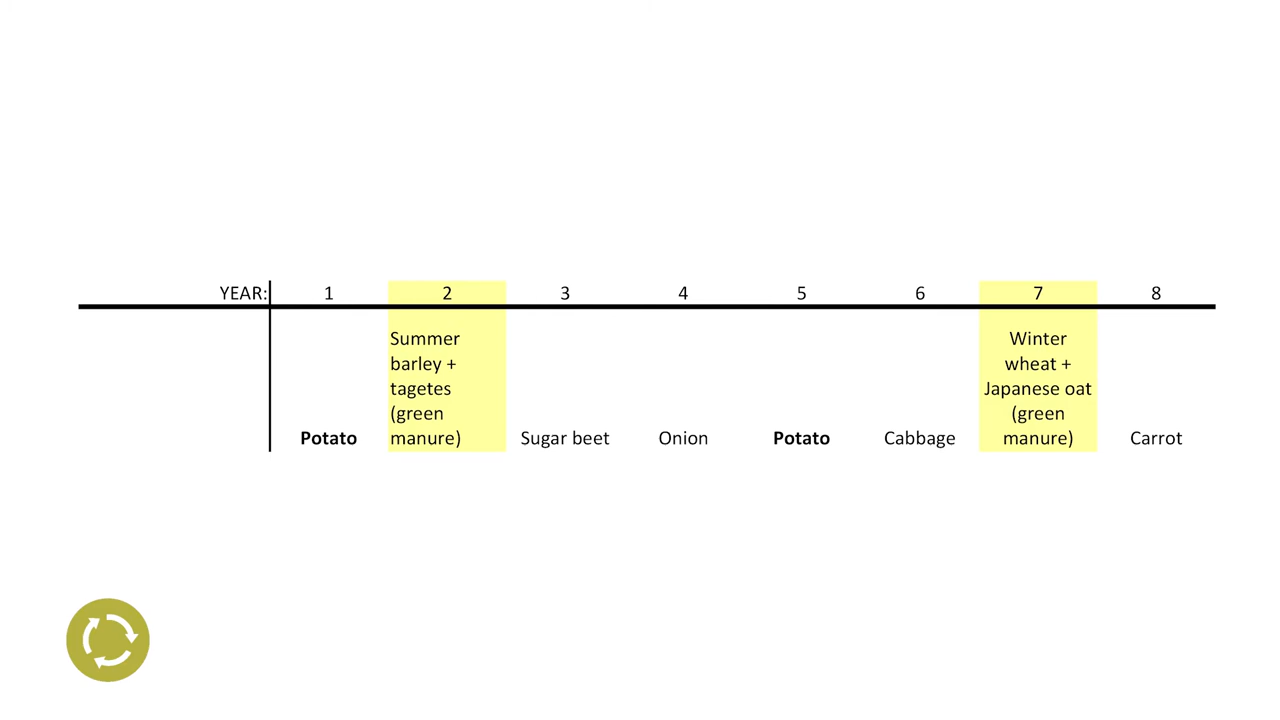 YEAR: 1 2 3 4 5 6 7 8
Potato
Summer
barley +
tagetes
(green
manure)
Sugar beet
Onion
Potato
Cabbage
Winter
wheat +
Japanese oat
(green
manure)
Carrot